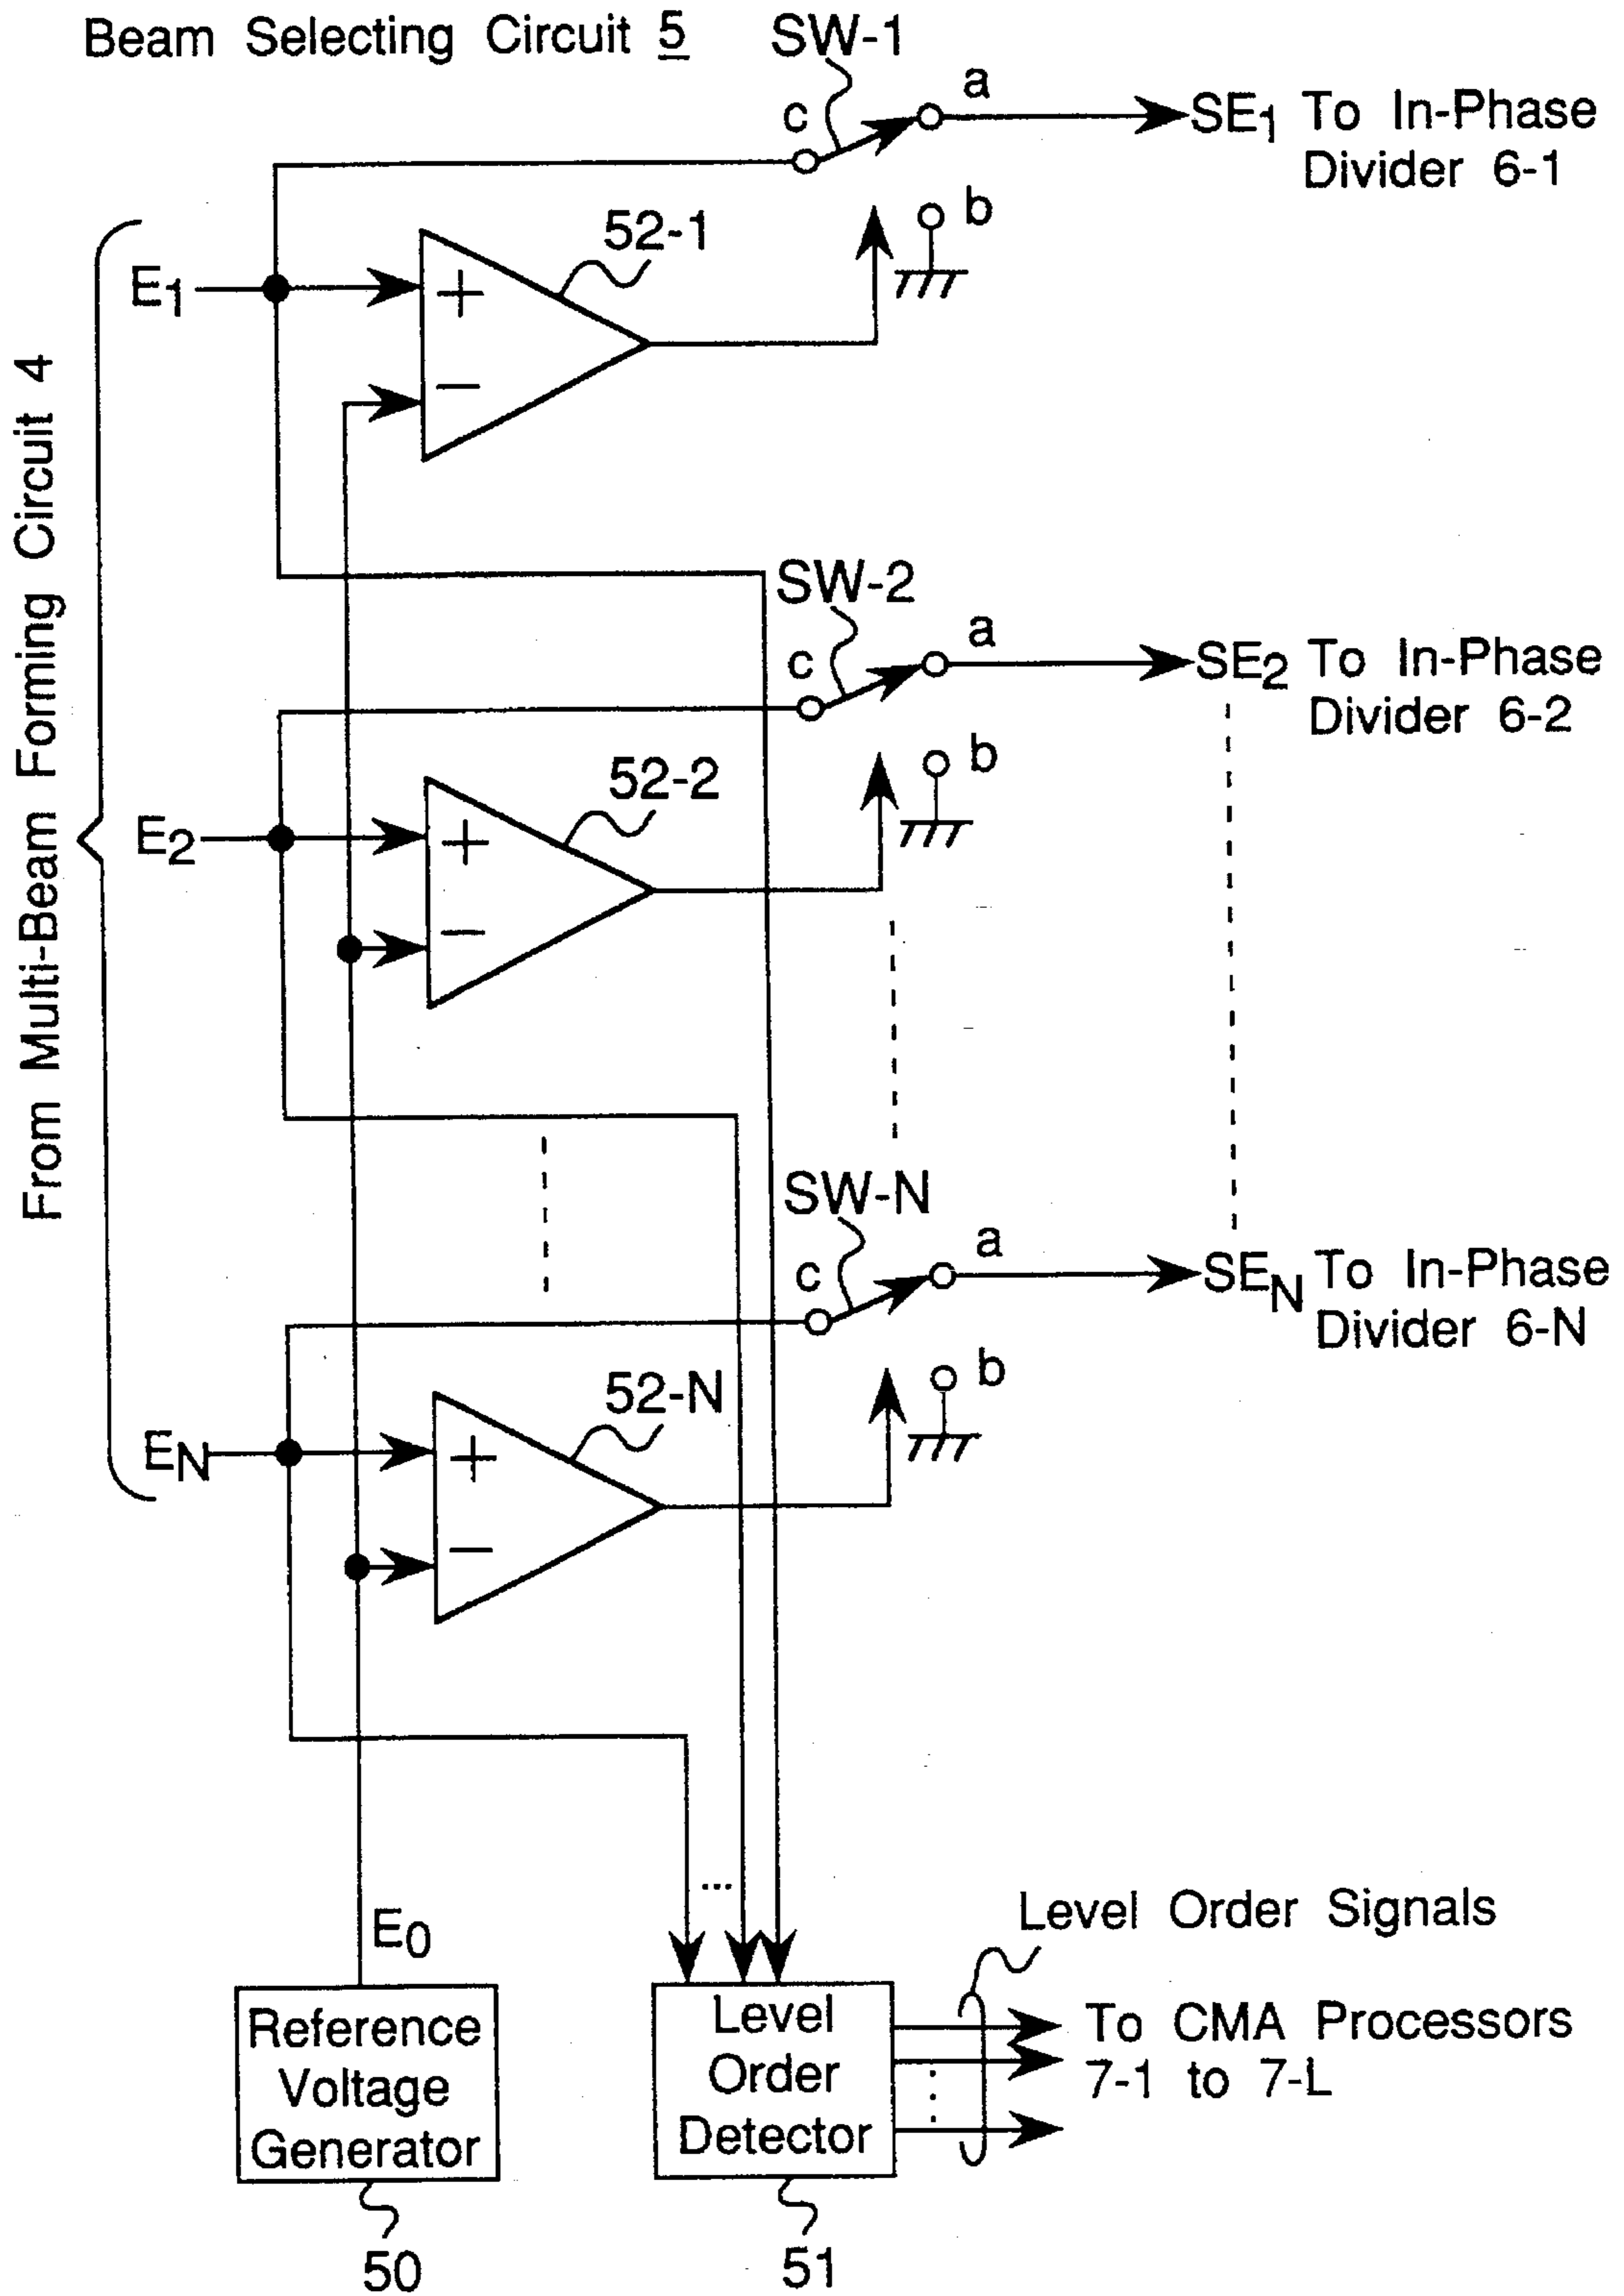 Beam Selecting Circuit 5
SW-1
c
a
SE1 To In-Phase
Divider 6-1
b
52-1
E1
+
−
From Multi-Beam Forming Circuit 4
SW-2
c
a
SE2 To In-Phase
Divider 6-2
b
52-2
E2
+
−
SW-N
c
a
SEN To In-Phase
Divider 6-N
b
52-N
EN
+
−
...
E0
Level Order Signals
Reference
Voltage
Generator
Level
Order
Detector
To CMA Processors
7-1 to 7-L
50
51